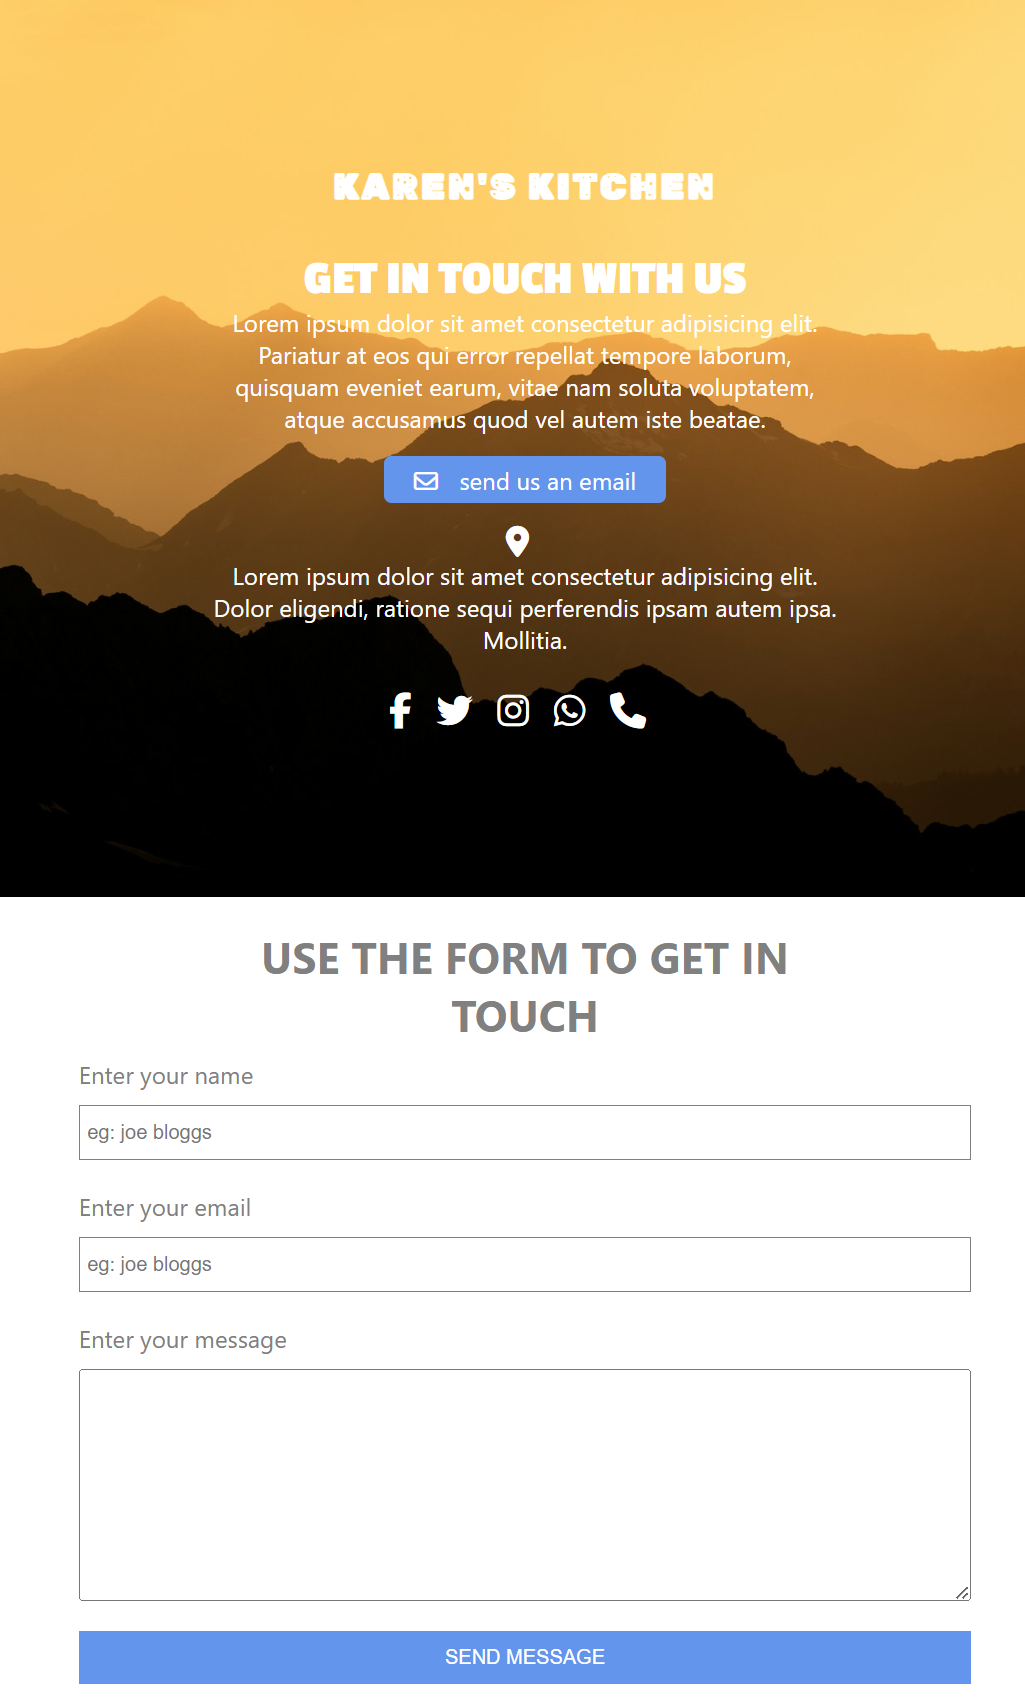 KAREN'S KITCHEN
GET IN TOUCH WITH US
Lorem ipsum dolor sit amet consectetur adipisicing elit.
Pariatur at eos qui error repellat tempore laborum,
quisquam eveniet earum, vitae nam soluta voluptatem,
atque accusamus quod vel autem iste beatae.
send us an email
Lorem ipsum dolor sit amet consectetur adipisicing elit.
Dolor eligendi, ratione sequi perferendis ipsam autem ipsa.
Mollitia.
USE THE FORM TO GET IN
TOUCH
Enter your name
eg: joe bloggs
Enter your email
eg: joe bloggs
Enter your message
SEND MESSAGE